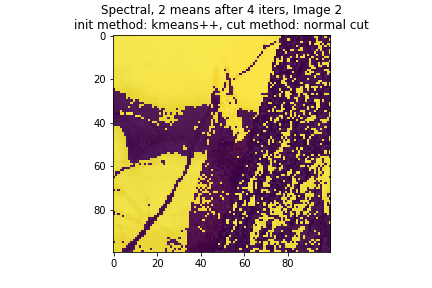 Spectral, 2 means after 4 iters, Image 2
init method: kmeans++, cut method: normal cut
0
20
40
60
80
0 20 40 60 80